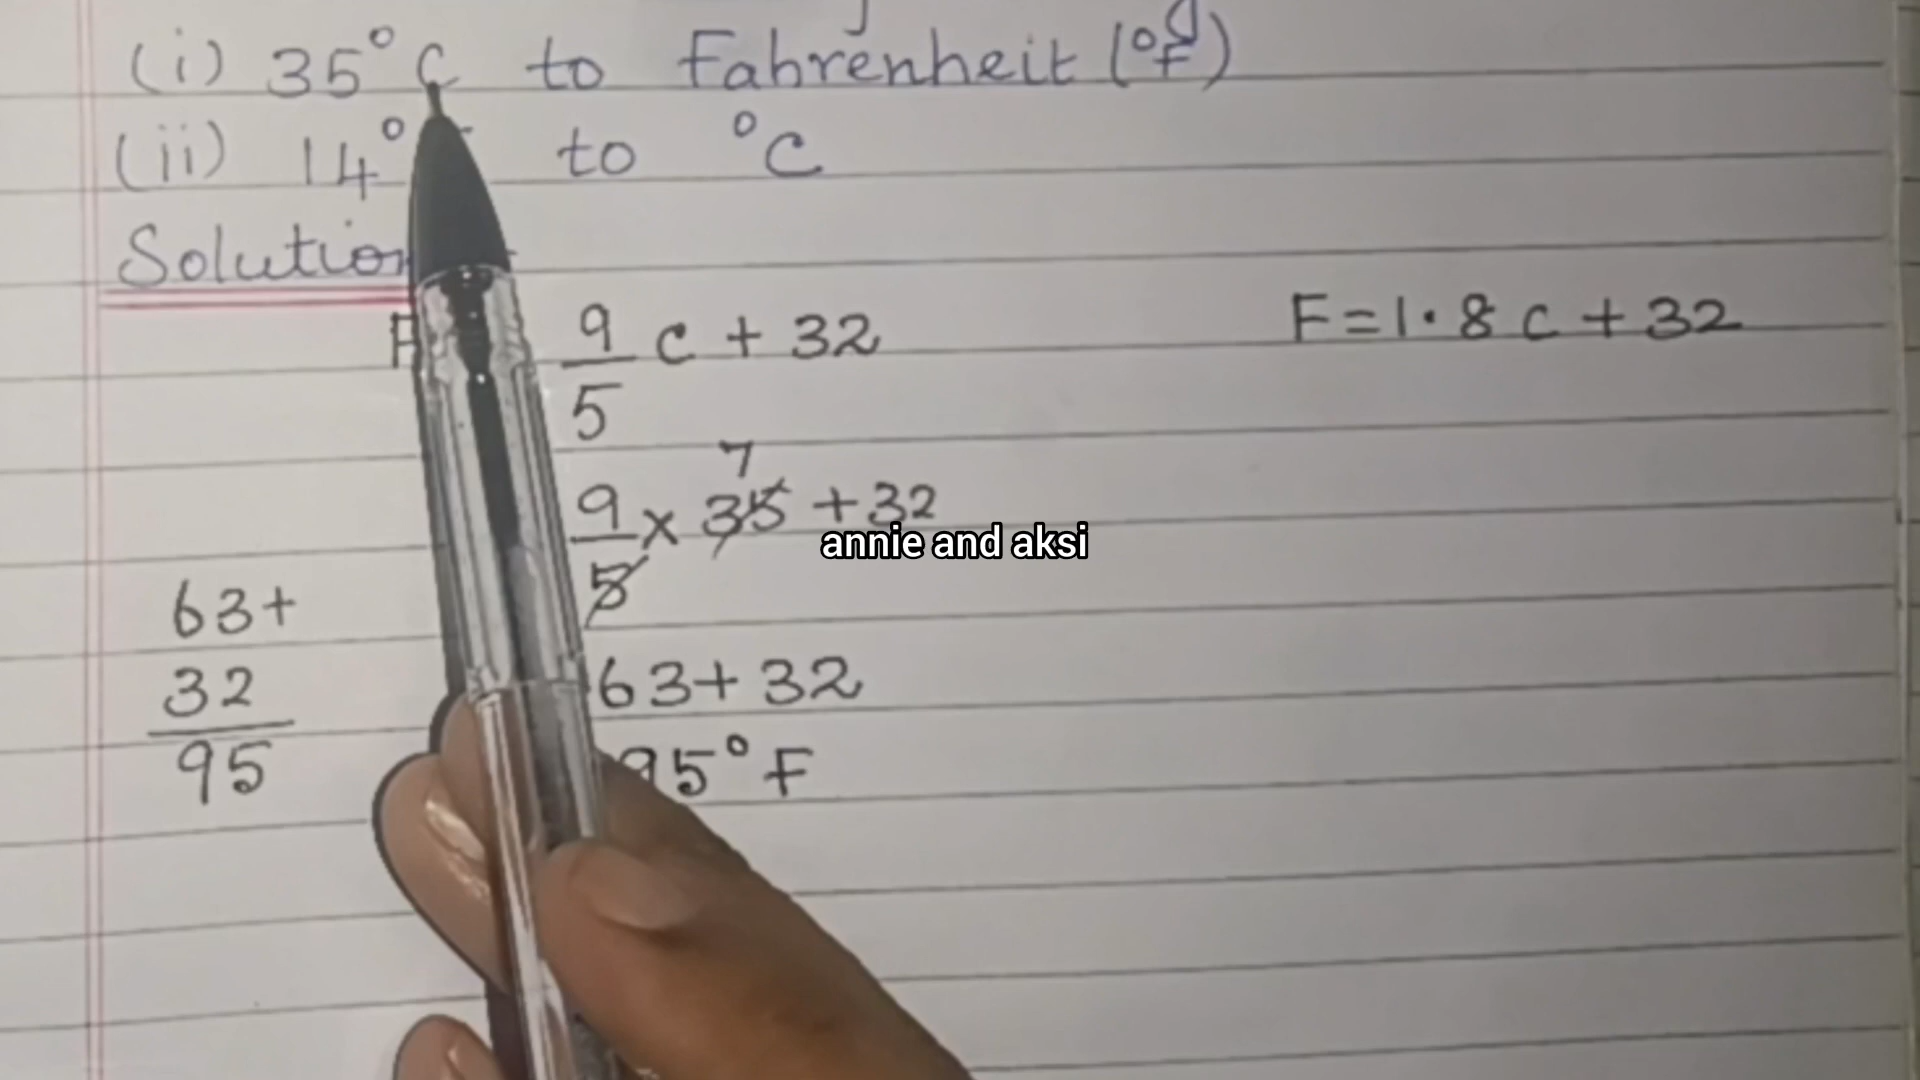 (i) 35°C to Fahrenheit (°F)
(ii) 14° to °C
Solution
F 9/5 C + 32
F = 1.8 C + 32
9/5 × 35 + 32
7
annie and aksi
63+
32
95
63 + 32
95° F